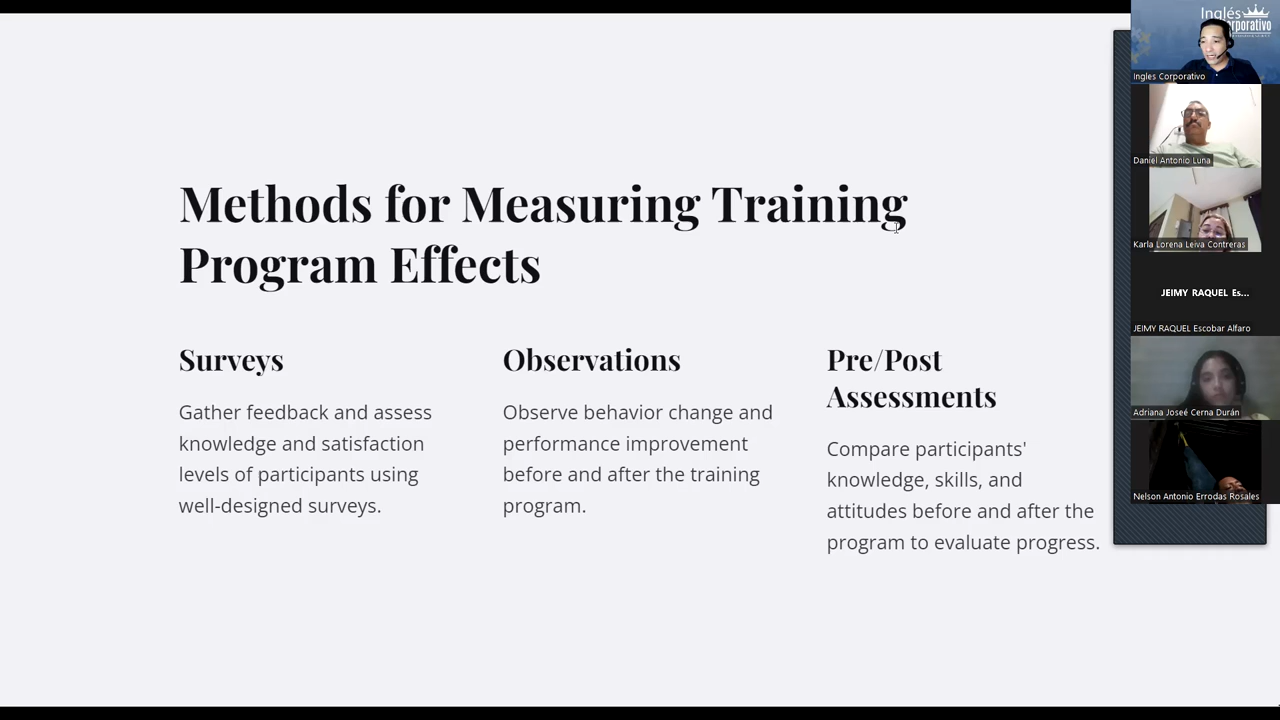 Methods for Measuring Training
Program Effects
Surveys
Gather feedback and assess
knowledge and satisfaction
levels of participants using
well-designed surveys.
Observations
Observe behavior change and
performance improvement
before and after the training
program.
Pre/Post
Assessments
Compare participants'
knowledge, skills, and
attitudes before and after the
program to evaluate progress.
Inglés
Ingles Corporativo
Daniel Antonio Luna
Karla Lorena Leiva Contreras
JEIMY RAQUEL Es...
JEIMY RAQUEL Escobar Alfaro
Adriana Joseé Cerna Durán
Nelson Antonio Errodas Rosales